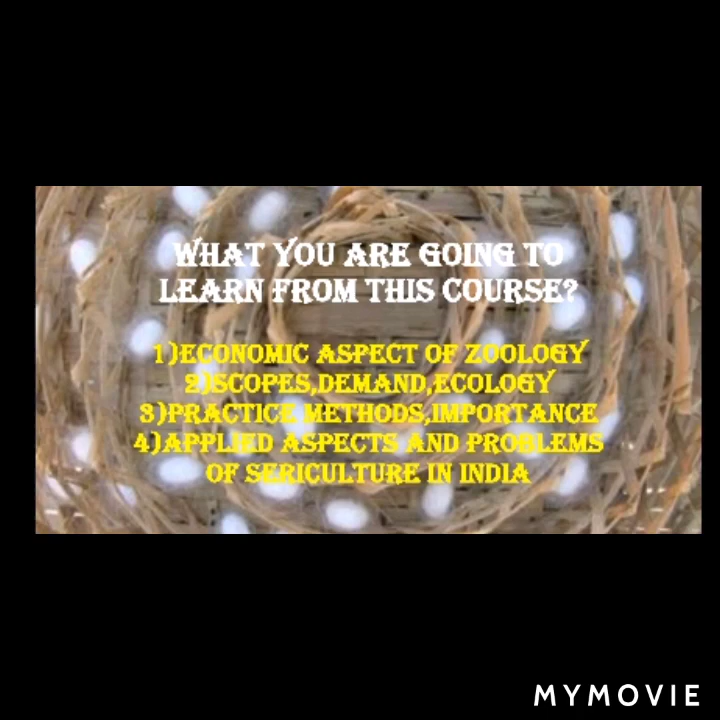 WHAT YOU ARE GOING TO
LEARN FROM THIS COURSE?
1)ECONOMIC ASPECT OF ZOOLOGY
2)SCOPES,DEMAND,ECOLOGY
3)PRACTICE METHODS,IMPORTANCE
4)APPLIED ASPECTS AND PROBLEMS
OF SERICULTURE IN INDIA
MYMOVIE